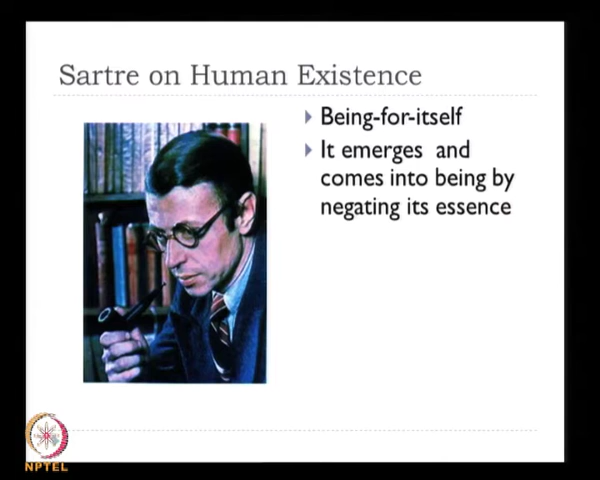 Sartre on Human Existence
Being-for-itself
It emerges and
comes into being by
negating its essence
NPTEL